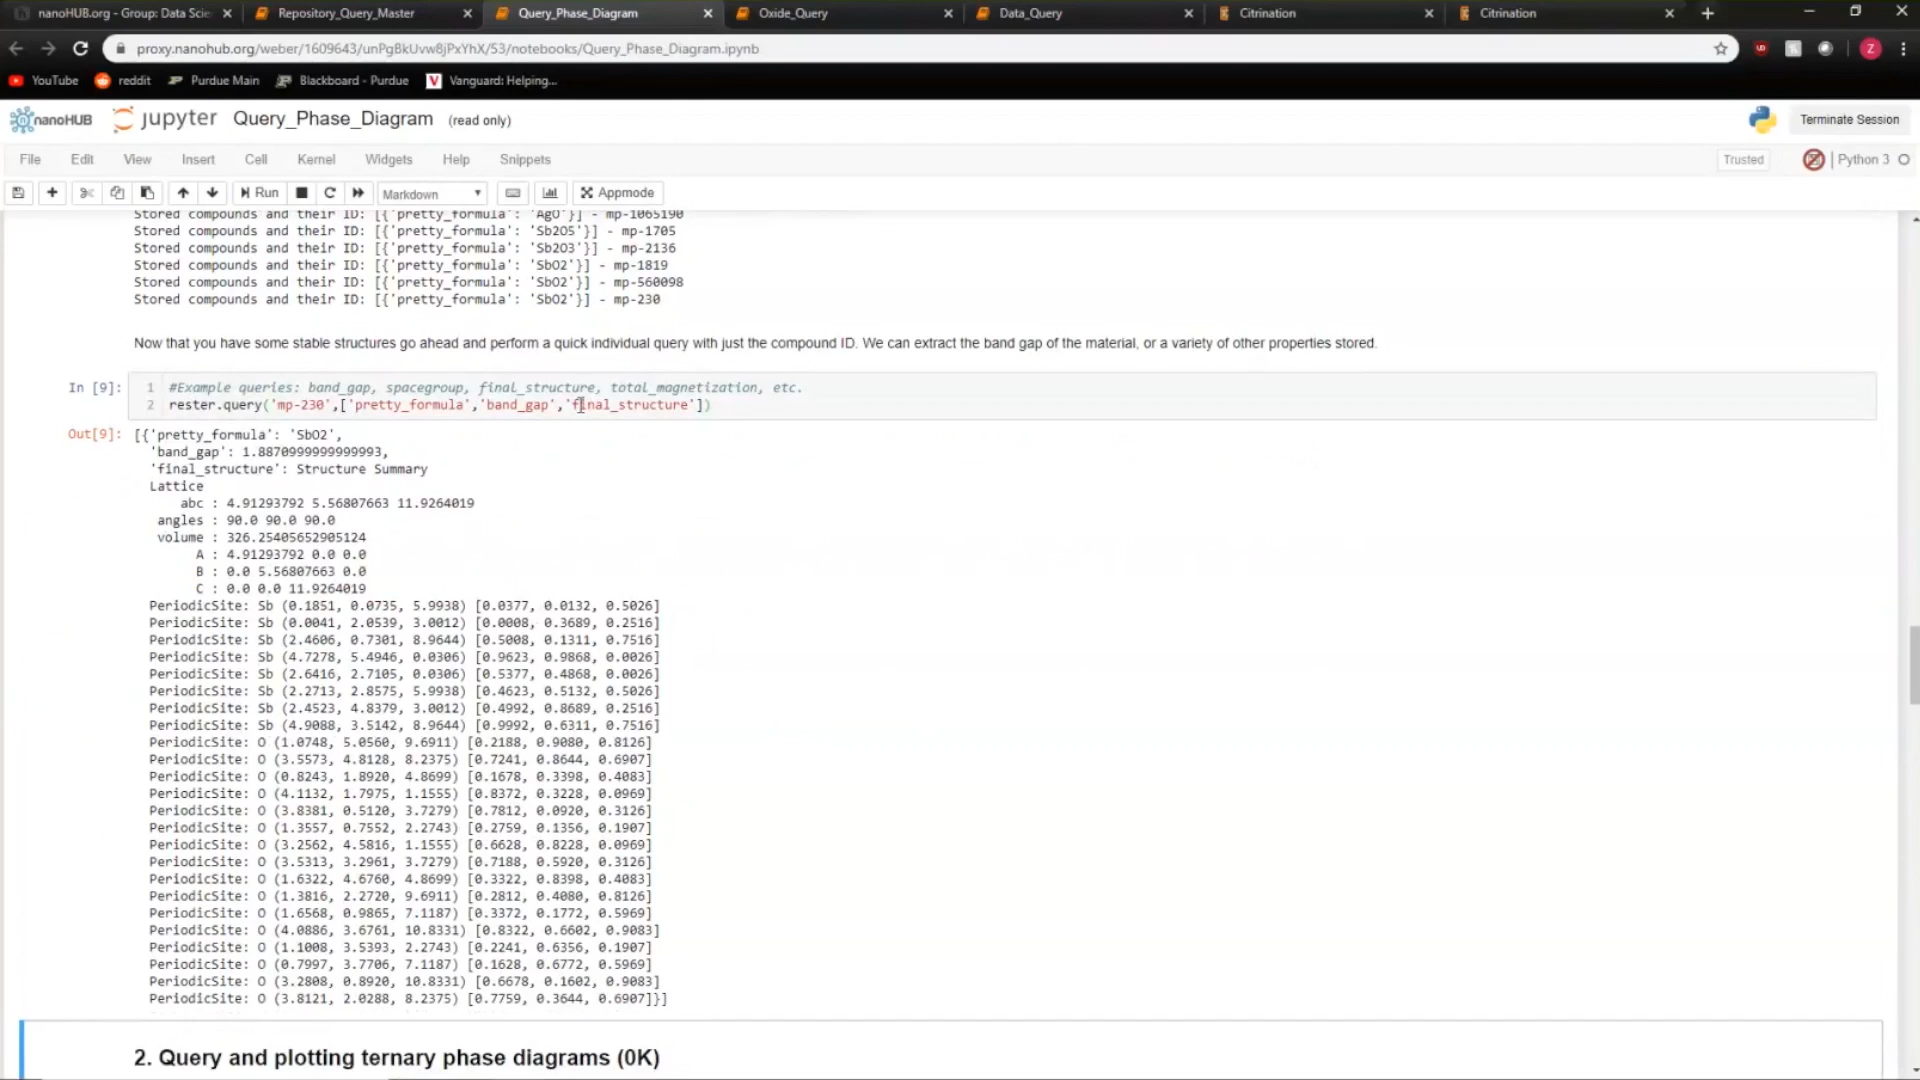 nanoHUB.org - Group: Data Scie
Repository_Query_Master
Query_Phase_Diagram
Oxide_Query
Data_Query
Citrination
Citrination
proxy.nanohub.org/weber/1609643/unPgBkUvw8jPxYhX/53/notebooks/Query_Phase_Diagram.ipynb
YouTube
reddit
Purdue Main
Blackboard - Purdue
Vanguard: Helping...
nanoHUB
jupyter
Query_Phase_Diagram (read only)
Terminate Session
File Edit View Insert Cell Kernel Widgets Help Snippets
Trusted
Python 3
Run
Markdown
Appmode
Stored compounds and their ID: [{'pretty_formula': 'AgO'}] - mp-1065190
Stored compounds and their ID: [{'pretty_formula': 'Sb2O5'}] - mp-1705
Stored compounds and their ID: [{'pretty_formula': 'Sb2O3'}] - mp-2136
Stored compounds and their ID: [{'pretty_formula': 'SbO2'}] - mp-1819
Stored compounds and their ID: [{'pretty_formula': 'SbO2'}] - mp-560098
Stored compounds and their ID: [{'pretty_formula': 'SbO2'}] - mp-230
Now that you have some stable structures go ahead and perform a quick individual query with just the compound ID. We can extract the band gap of the material, or a variety of other properties stored.
In [9]:
1 #Example queries: band_gap, spacegroup, final_structure, total_magnetization, etc.
2 rester.query('mp-230',['pretty_formula','band_gap','final_structure'])
Out[9]: [{'pretty_formula': 'SbO2',
'band_gap': 1.8870999999999993,
'final_structure': Structure Summary
Lattice
abc : 4.91293792 5.56807663 11.9264019
angles : 90.0 90.0 90.0
volume : 326.25405652905124
A : 4.91293792 0.0 0.0
B : 0.0 5.56807663 0.0
C : 0.0 0.0 11.9264019
PeriodicSite: Sb (0.1851, 0.0735, 5.9938) [0.0377, 0.0132, 0.5026]
PeriodicSite: Sb (0.0041, 2.0539, 3.0012) [0.0008, 0.3689, 0.2516]
PeriodicSite: Sb (2.4606, 0.7301, 8.9644) [0.5008, 0.1311, 0.7516]
PeriodicSite: Sb (4.7278, 5.4946, 0.0306) [0.9623, 0.9868, 0.0026]
PeriodicSite: Sb (2.6416, 2.7105, 0.0306) [0.5377, 0.4868, 0.0026]
PeriodicSite: Sb (2.2713, 2.8575, 5.9938) [0.4623, 0.5132, 0.5026]
PeriodicSite: Sb (2.4523, 4.8379, 3.0012) [0.4992, 0.8689, 0.2516]
PeriodicSite: Sb (4.9088, 3.5142, 8.9644) [0.9992, 0.6311, 0.7516]
PeriodicSite: O (1.0748, 5.0560, 9.6911) [0.2188, 0.9080, 0.8126]
PeriodicSite: O (3.5573, 4.8128, 8.2375) [0.7241, 0.8644, 0.6907]
PeriodicSite: O (0.8243, 1.8920, 4.8699) [0.1678, 0.3398, 0.4083]
PeriodicSite: O (4.1132, 1.7975, 1.1555) [0.8372, 0.3228, 0.0969]
PeriodicSite: O (3.8381, 0.5120, 3.7279) [0.7812, 0.0920, 0.3126]
PeriodicSite: O (1.3557, 0.7552, 2.2743) [0.2759, 0.1356, 0.1907]
PeriodicSite: O (3.2562, 4.5816, 1.1555) [0.6628, 0.8228, 0.0969]
PeriodicSite: O (3.5313, 3.2961, 3.7279) [0.7188, 0.5920, 0.3126]
PeriodicSite: O (1.6322, 4.6760, 4.8699) [0.3322, 0.8398, 0.4083]
PeriodicSite: O (1.3816, 2.2720, 9.6911) [0.2812, 0.4080, 0.8126]
PeriodicSite: O (1.6568, 0.9865, 7.1187) [0.3372, 0.1772, 0.5969]
PeriodicSite: O (4.0886, 3.6761, 10.8331) [0.8322, 0.6602, 0.9083]
PeriodicSite: O (1.1008, 3.5393, 2.2743) [0.2241, 0.6356, 0.1907]
PeriodicSite: O (0.7997, 3.7706, 7.1187) [0.1628, 0.6772, 0.5969]
PeriodicSite: O (3.2808, 0.8920, 10.8331) [0.6678, 0.1602, 0.9083]
PeriodicSite: O (3.8121, 2.0288, 8.2375) [0.7759, 0.3644, 0.6907]}]
2. Query and plotting ternary phase diagrams (0K)